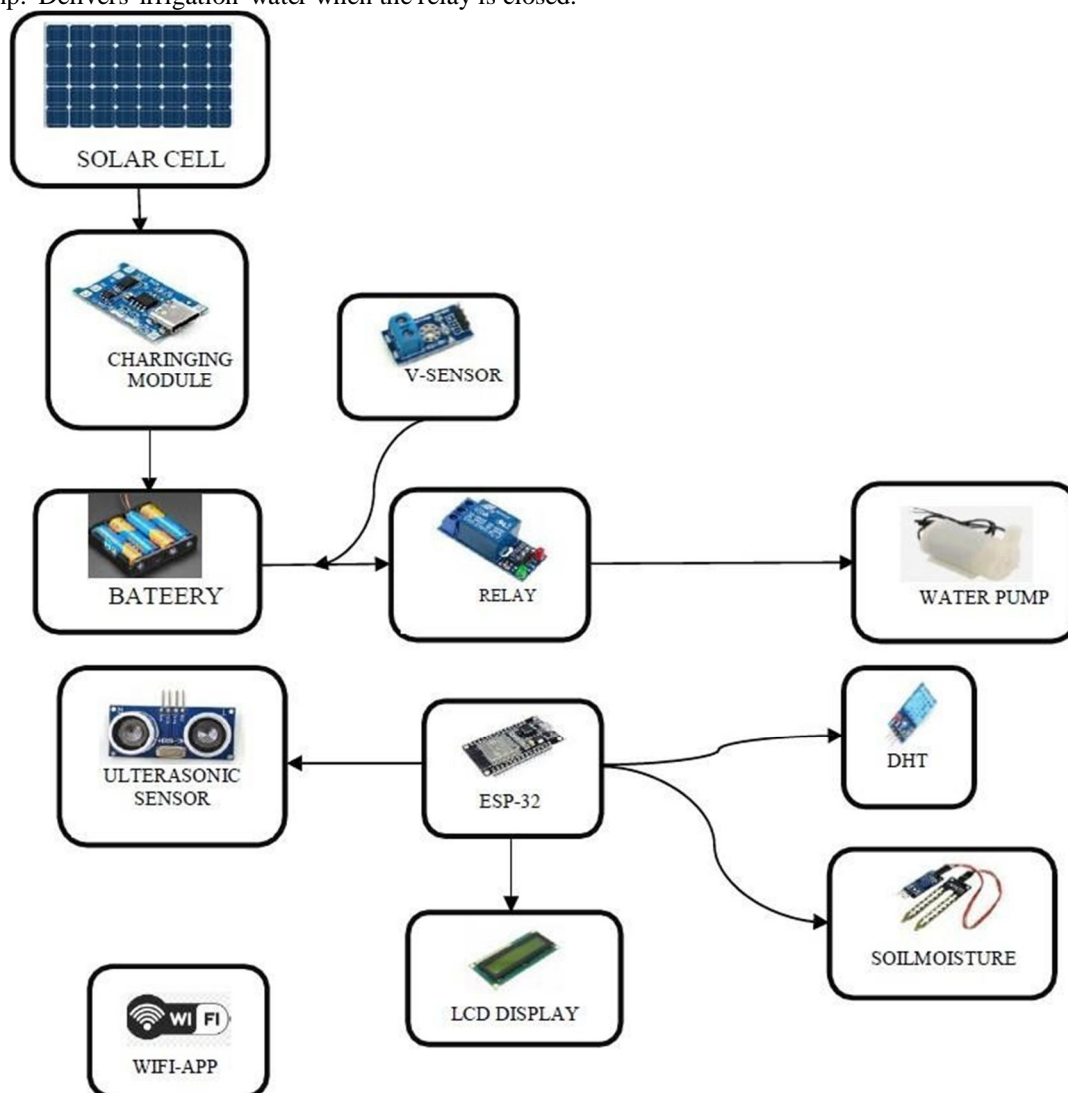 Delivers irrigation water when the relay is closed.
SOLAR CELL
CHARINGING
MODULE
V-SENSOR
BATEERY
RELAY
WATER PUMP
ULTERASONIC
SENSOR
ESP-32
DHT
SOILMOISTURE
LCD DISPLAY
WI FI
WIFI-APP